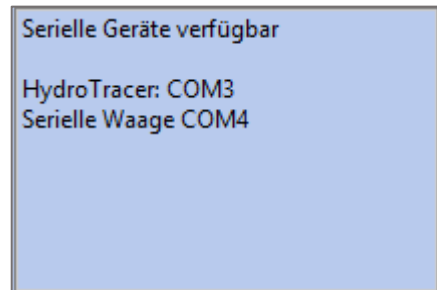 Serielle Geräte verfügbar
HydroTracer: COM3
Serielle Waage COM4